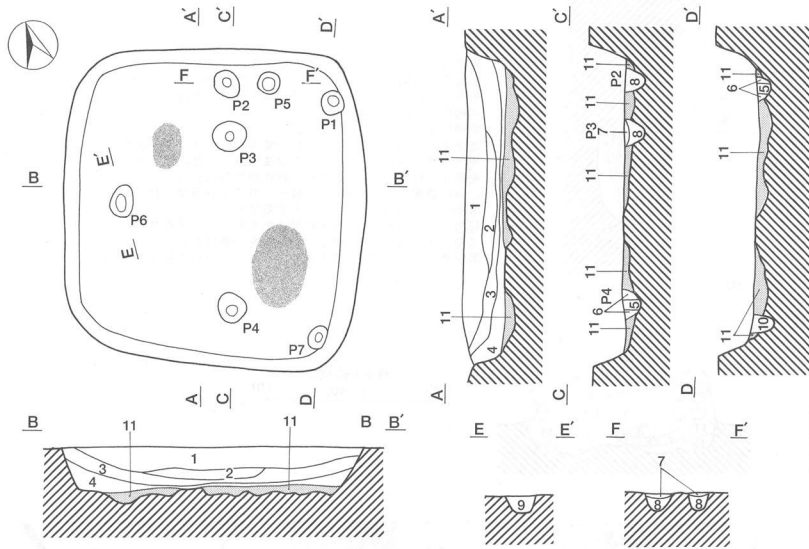 A′ C′ D′
F F′
P2 P5 P1
P3
E′
B B′
P6
E
P4
P7
A C D
B 11 11 B B′
1
3 2
4
A′
11
1
2
3
11
4
A
C′
11
P2 8
11
P3 7 8
11
11
P4
6 5
11
C
D′
11
6 5
11 10
D
E E′
9
F F′
7
8 8